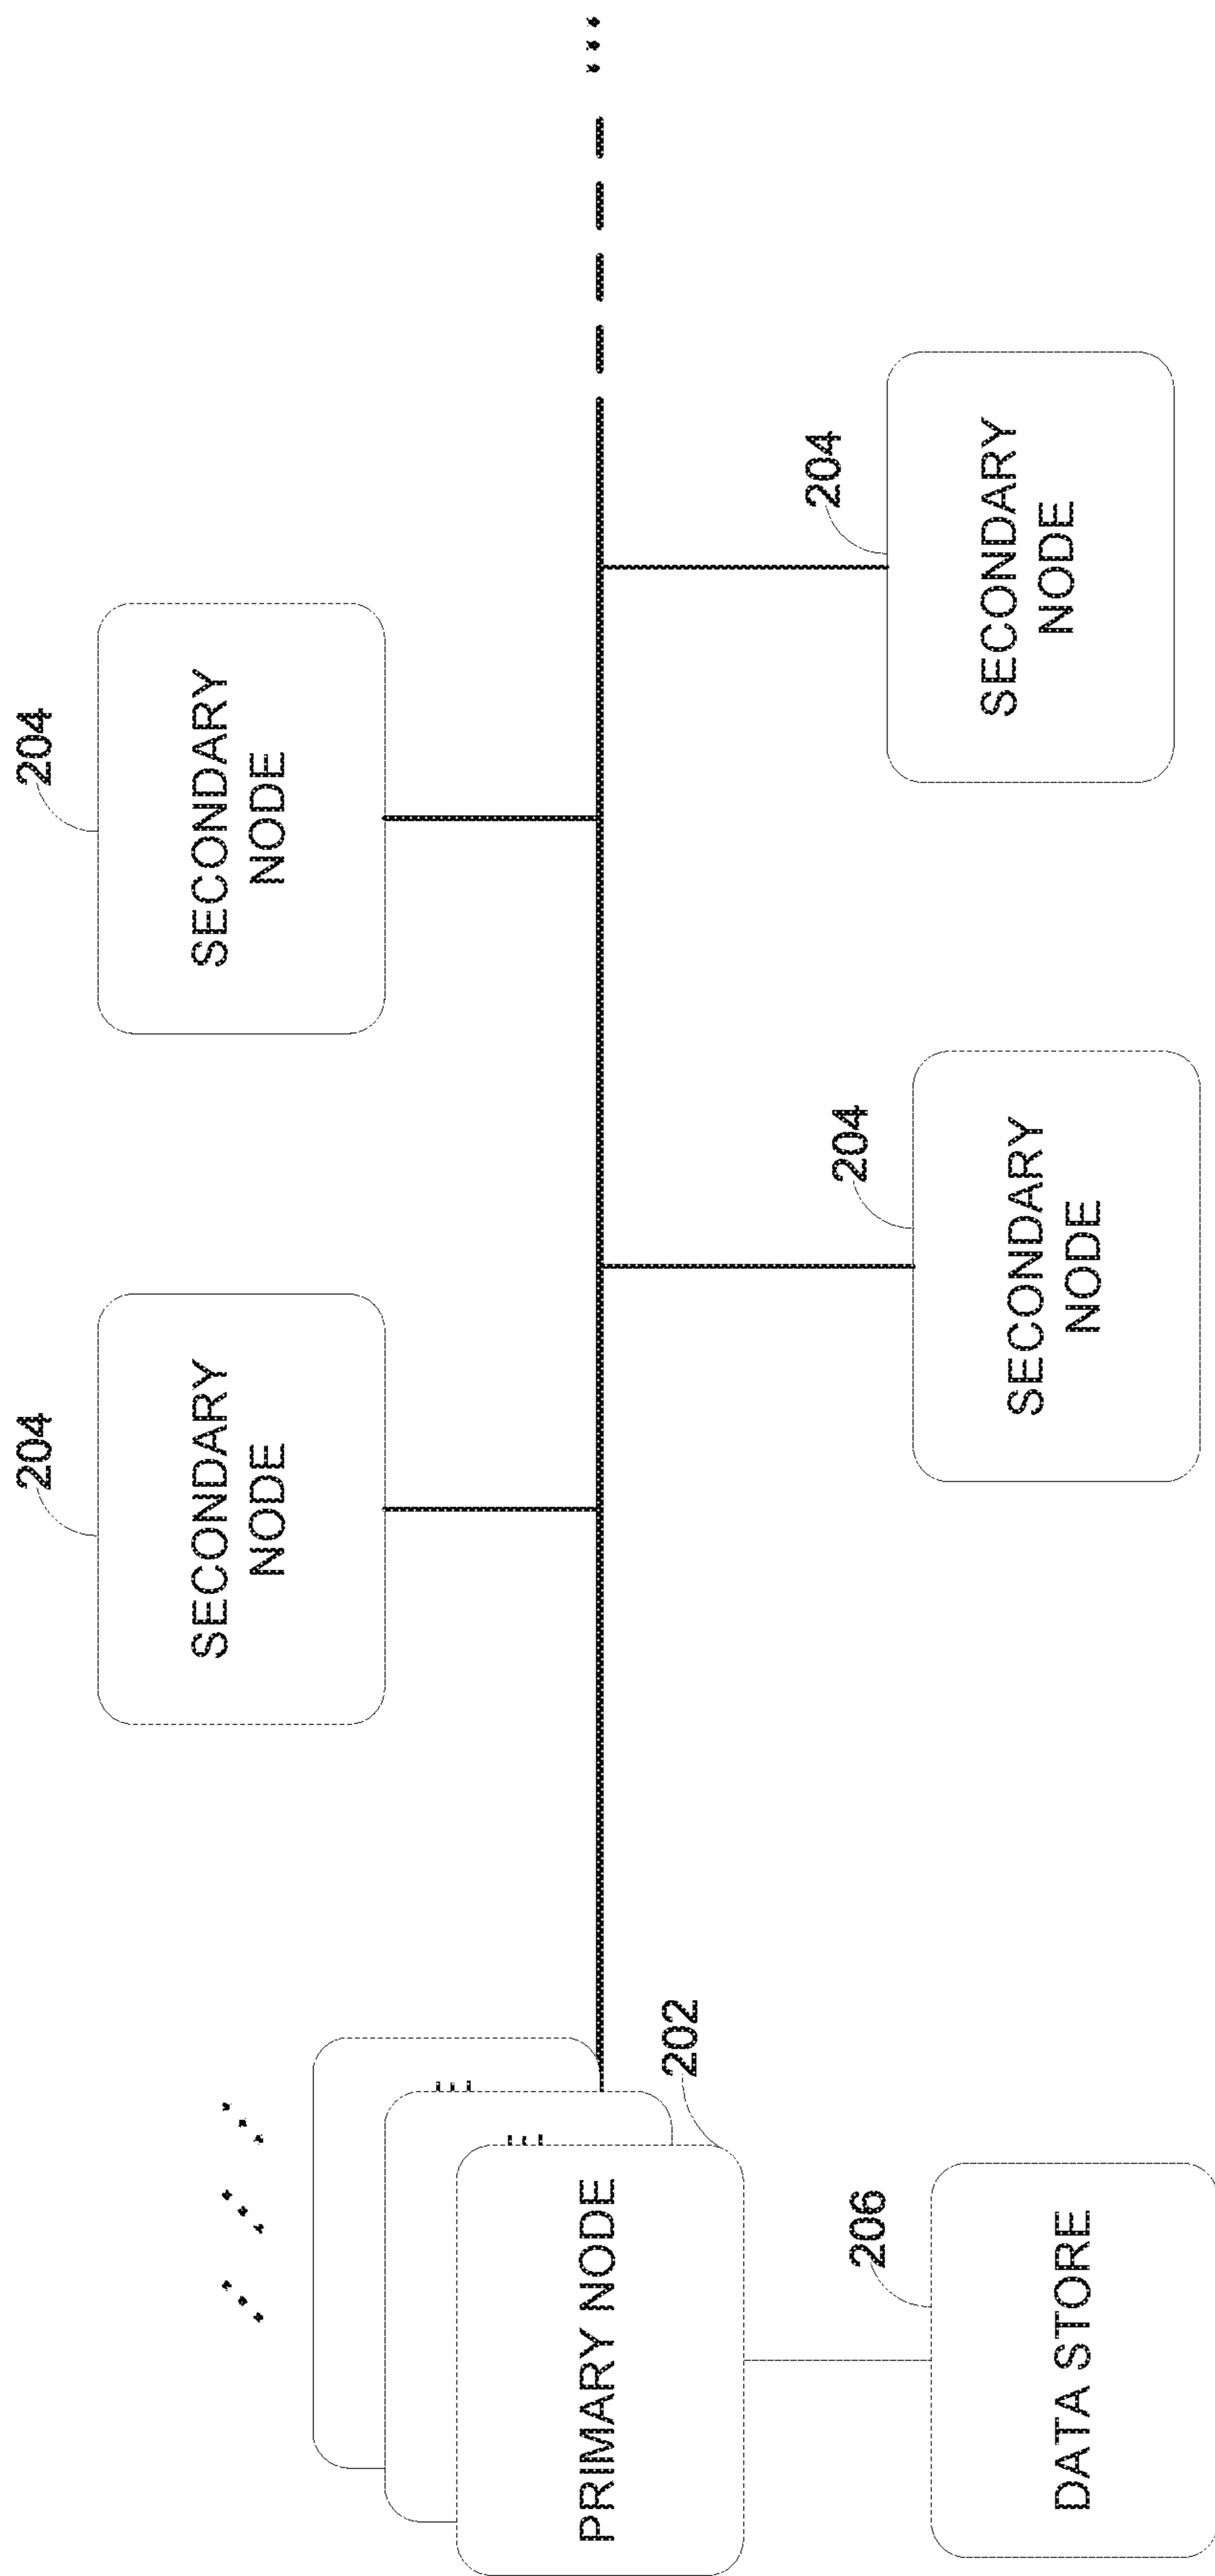 204
SECONDARY
NODE
204
SECONDARY
NODE
202
PRIMARY NODE
204
SECONDARY
NODE
204
SECONDARY
NODE
206
DATA STORE